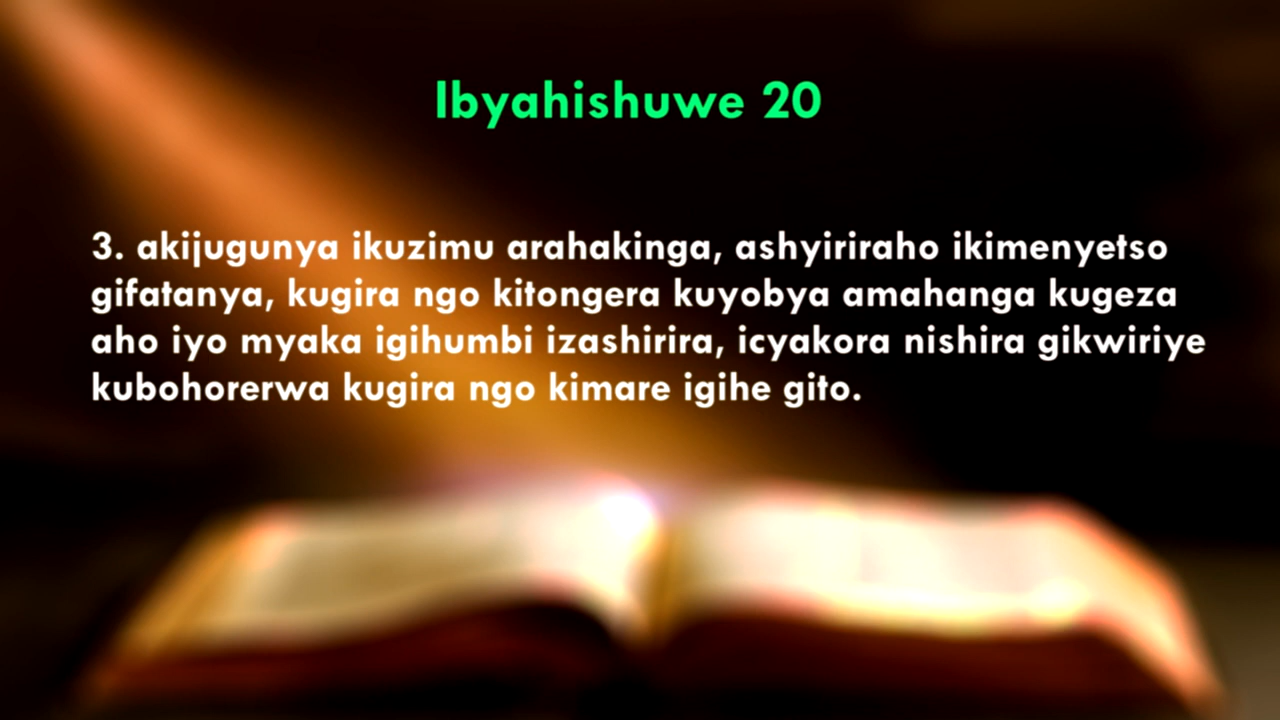 Ibyahishuwe 20
3. akijugunya ikuzimu arahakinga, ashyiriraho ikimenyetso
gifatanya, kugira ngo kitongera kuyobya amahanga kugeza
aho iyo myaka igihumbi izashirira, icyakora nishira gikwiriye
kubohorerwa kugira ngo kimare igihe gito.